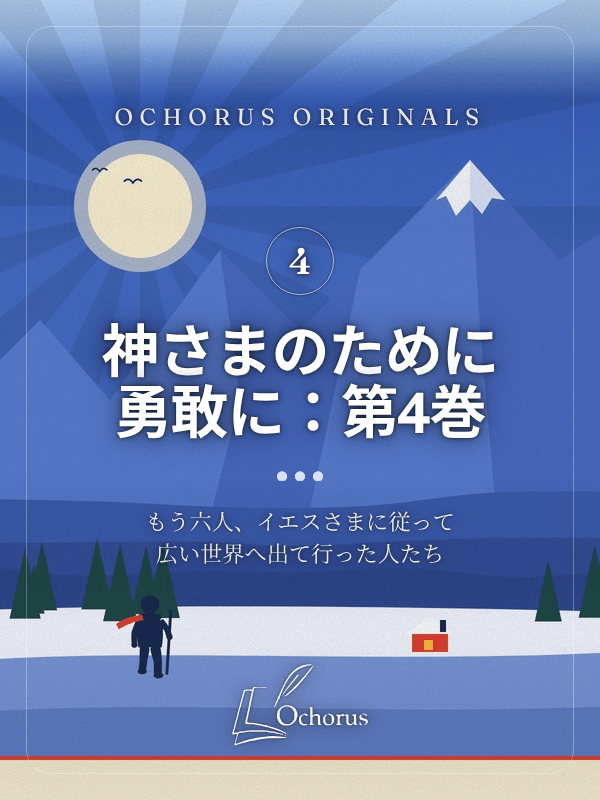 OCHORUS ORIGINALS
4
神さまのために
勇敢に：第4巻
もう六人、イエスさまに従って
広い世界へ出て行った人たち
Ochorus